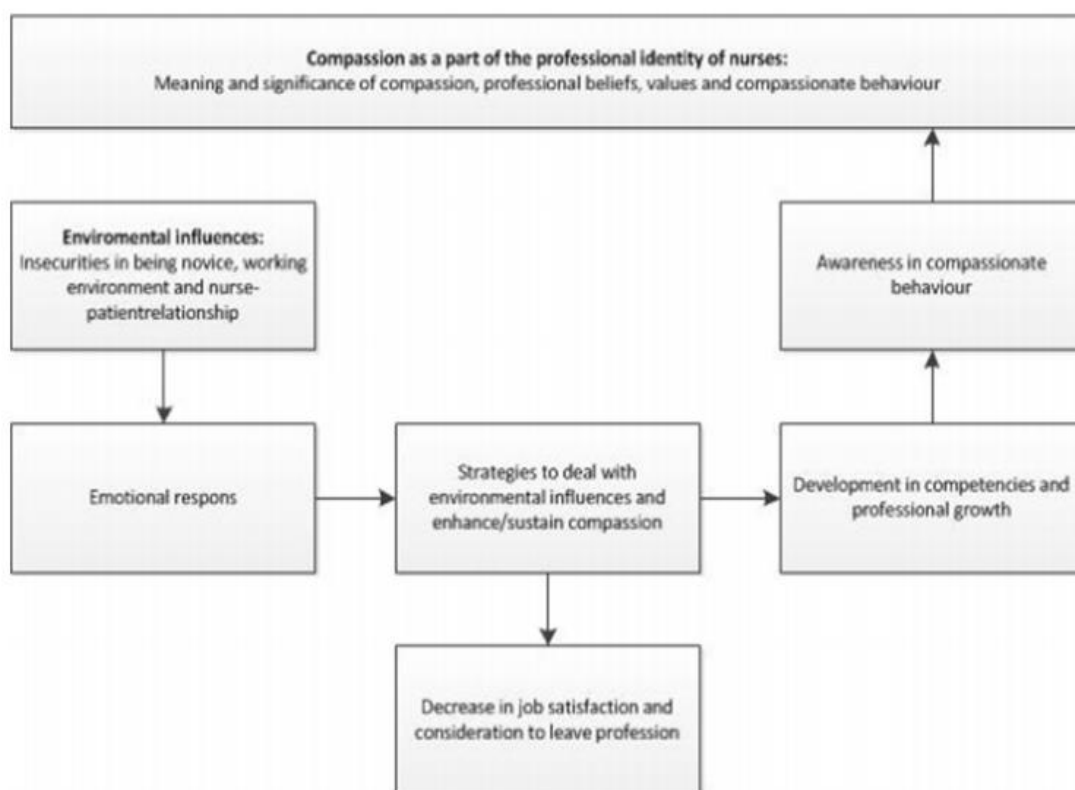 Compassion as a part of the professional identity of nurses:
Meaning and significance of compassion, professional beliefs, values and compassionate behaviour
Enviromental influences:
Insecurities in being novice, working
environment and nurse-
patientrelationship
Awareness in compassionate
behaviour
Emotional respons
Strategies to deal with
environmental influences and
enhance/sustain compassion
Development in competencies and
professional growth
Decrease in job satisfaction and
consideration to leave profession